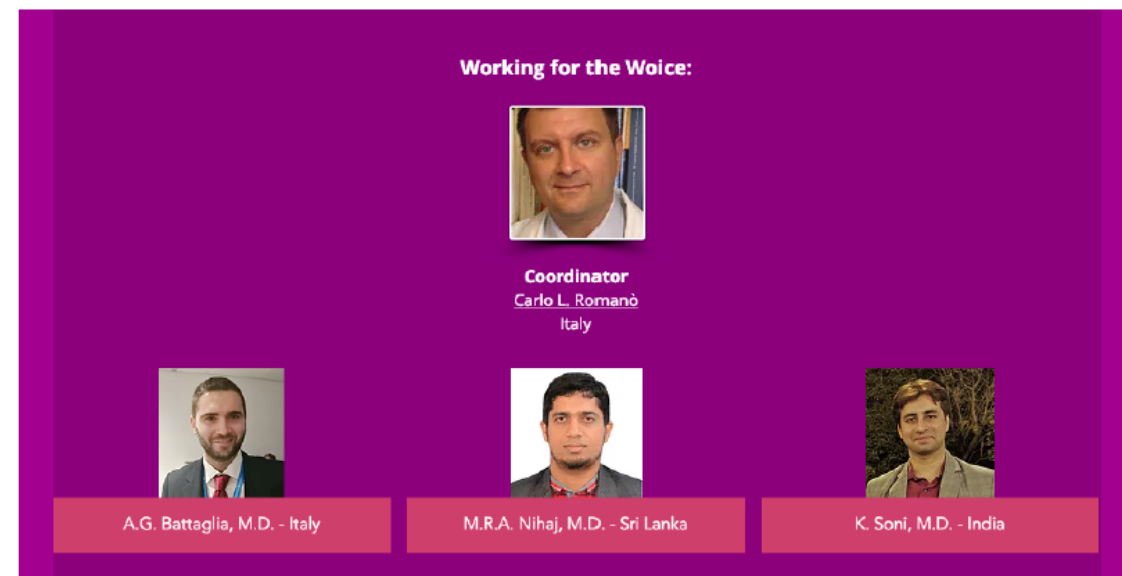 Working for the Woice:
Coordinator
Carlo L. Romanò
Italy
A.G. Battaglia, M.D. - Italy
M.R.A. Nihaj, M.D. - Sri Lanka
K. Soni, M.D. - India